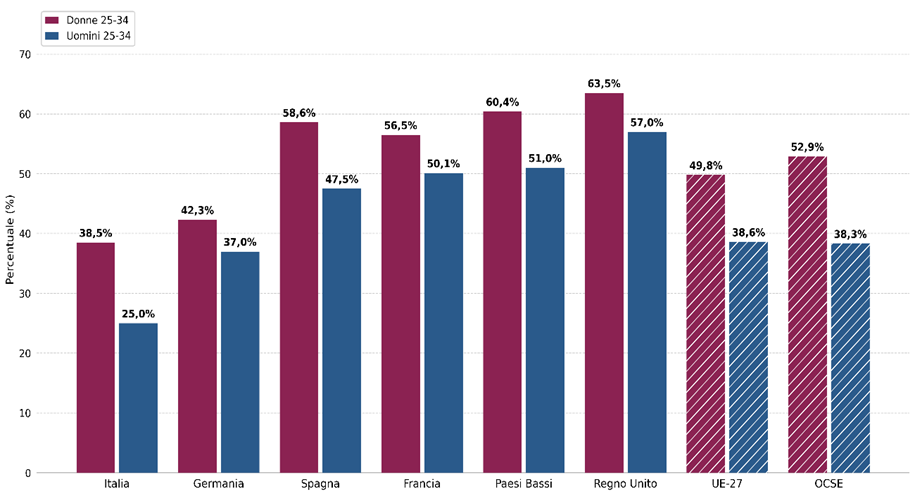 Donne 25-34
Uomini 25-34
Percentuale (%)
70
60
50
40
30
20
10
0
38,5%
25,0%
42,3%
37,0%
58,6%
47,5%
56,5%
50,1%
60,4%
51,0%
63,5%
57,0%
49,8%
38,6%
52,9%
38,3%
Italia
Germania
Spagna
Francia
Paesi Bassi
Regno Unito
UE-27
OCSE